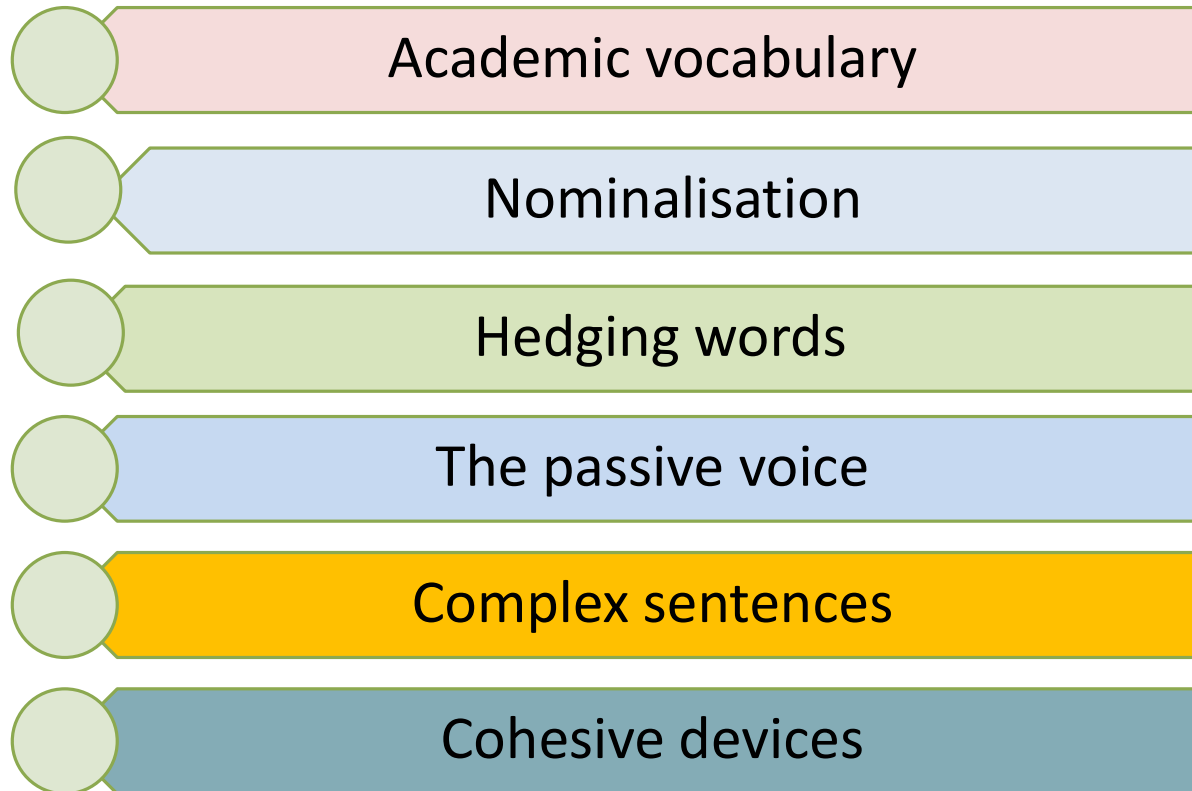 Academic vocabulary
Nominalisation
Hedging words
The passive voice
Complex sentences
Cohesive devices